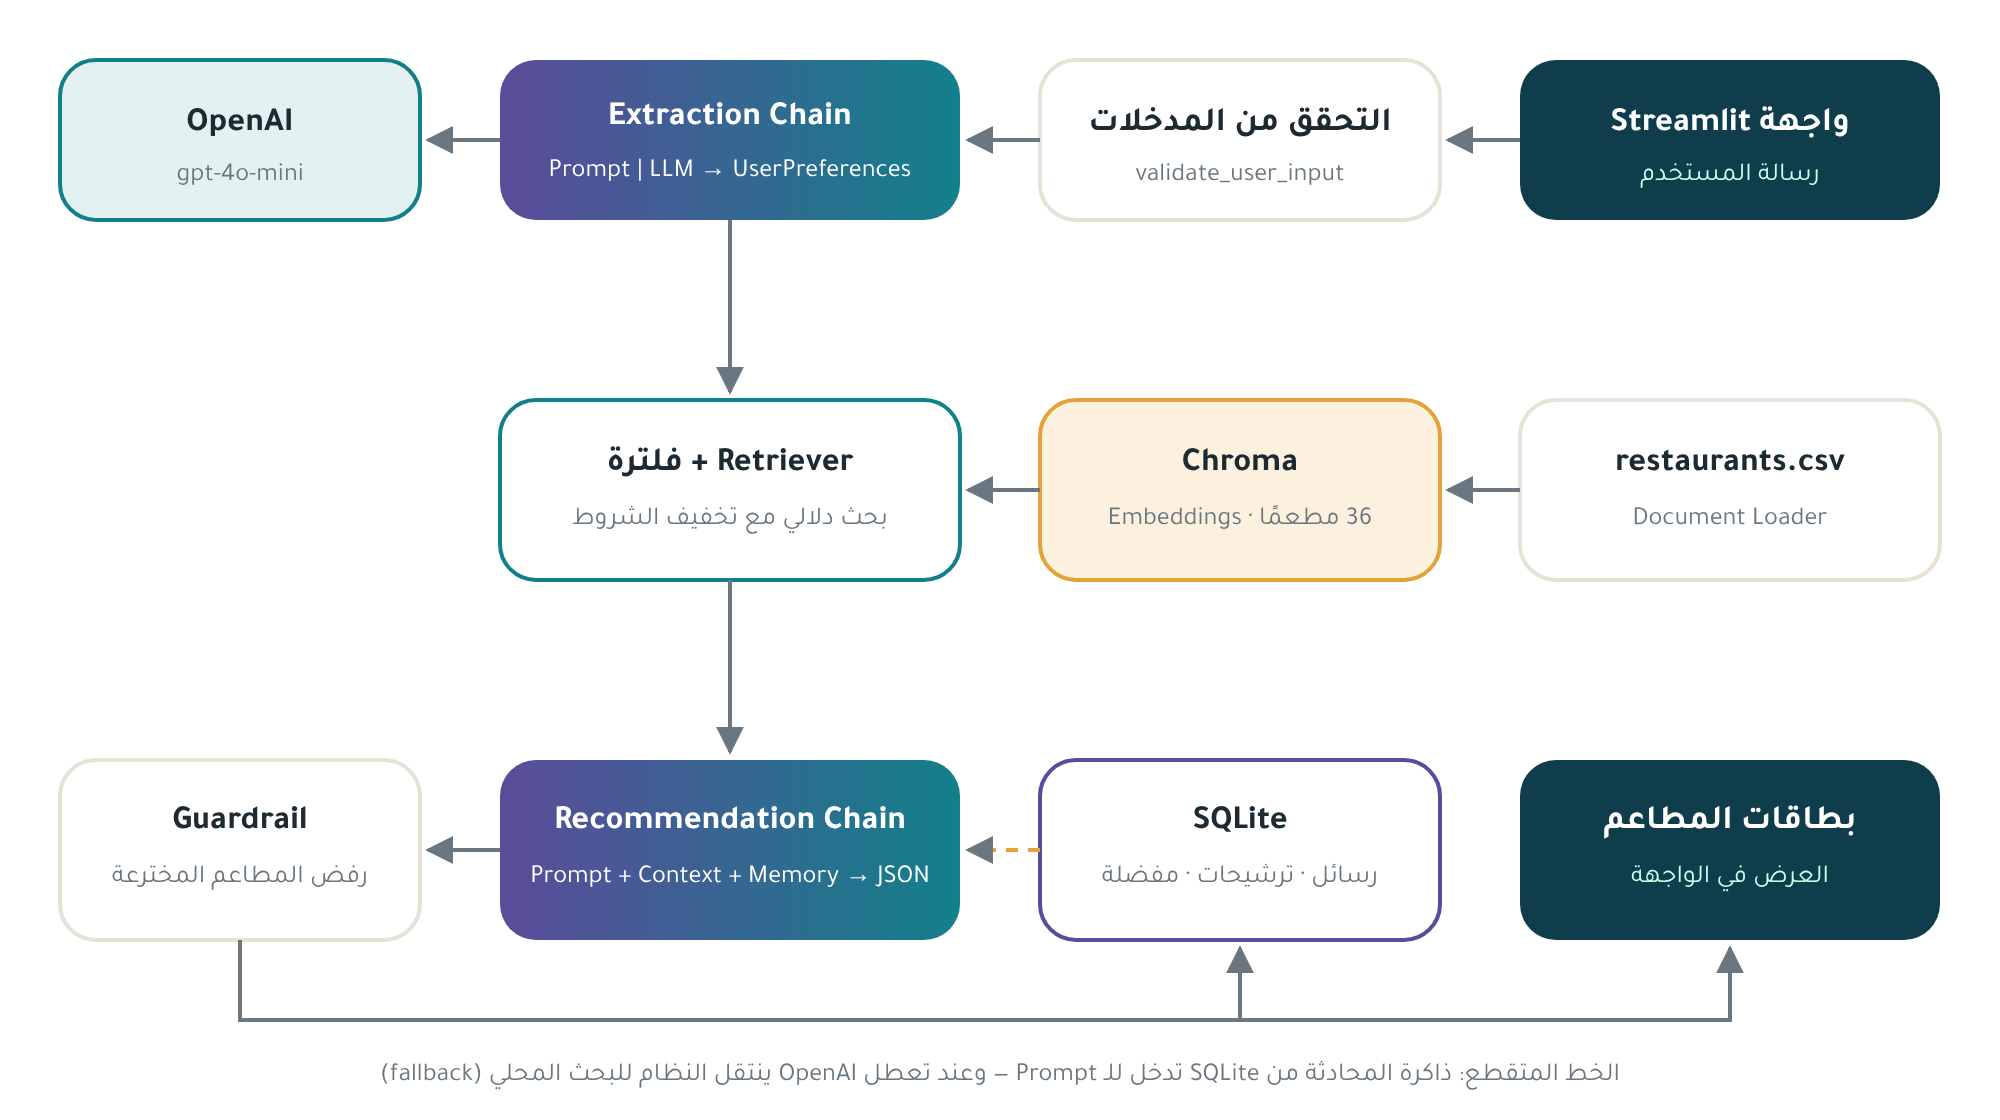 واجهة Streamlit
رسالة المستخدم
التحقق من المدخلات
validate_user_input
Extraction Chain
Prompt | LLM → UserPreferences
OpenAI
gpt-4o-mini
restaurants.csv
Document Loader
Chroma
36 مطعمًا · Embeddings
Retriever + فلترة
بحث دلالي مع تخفيف الشروط
بطاقات المطاعم
العرض في الواجهة
SQLite
رسائل · ترشيحات · مفضلة
Recommendation Chain
Prompt + Context + Memory → JSON
Guardrail
رفض المطاعم المخترعة
الخط المتقطع: ذاكرة المحادثة من SQLite تدخل للـ Prompt — وعند تعطل OpenAI ينتقل النظام للبحث المحلي (fallback)